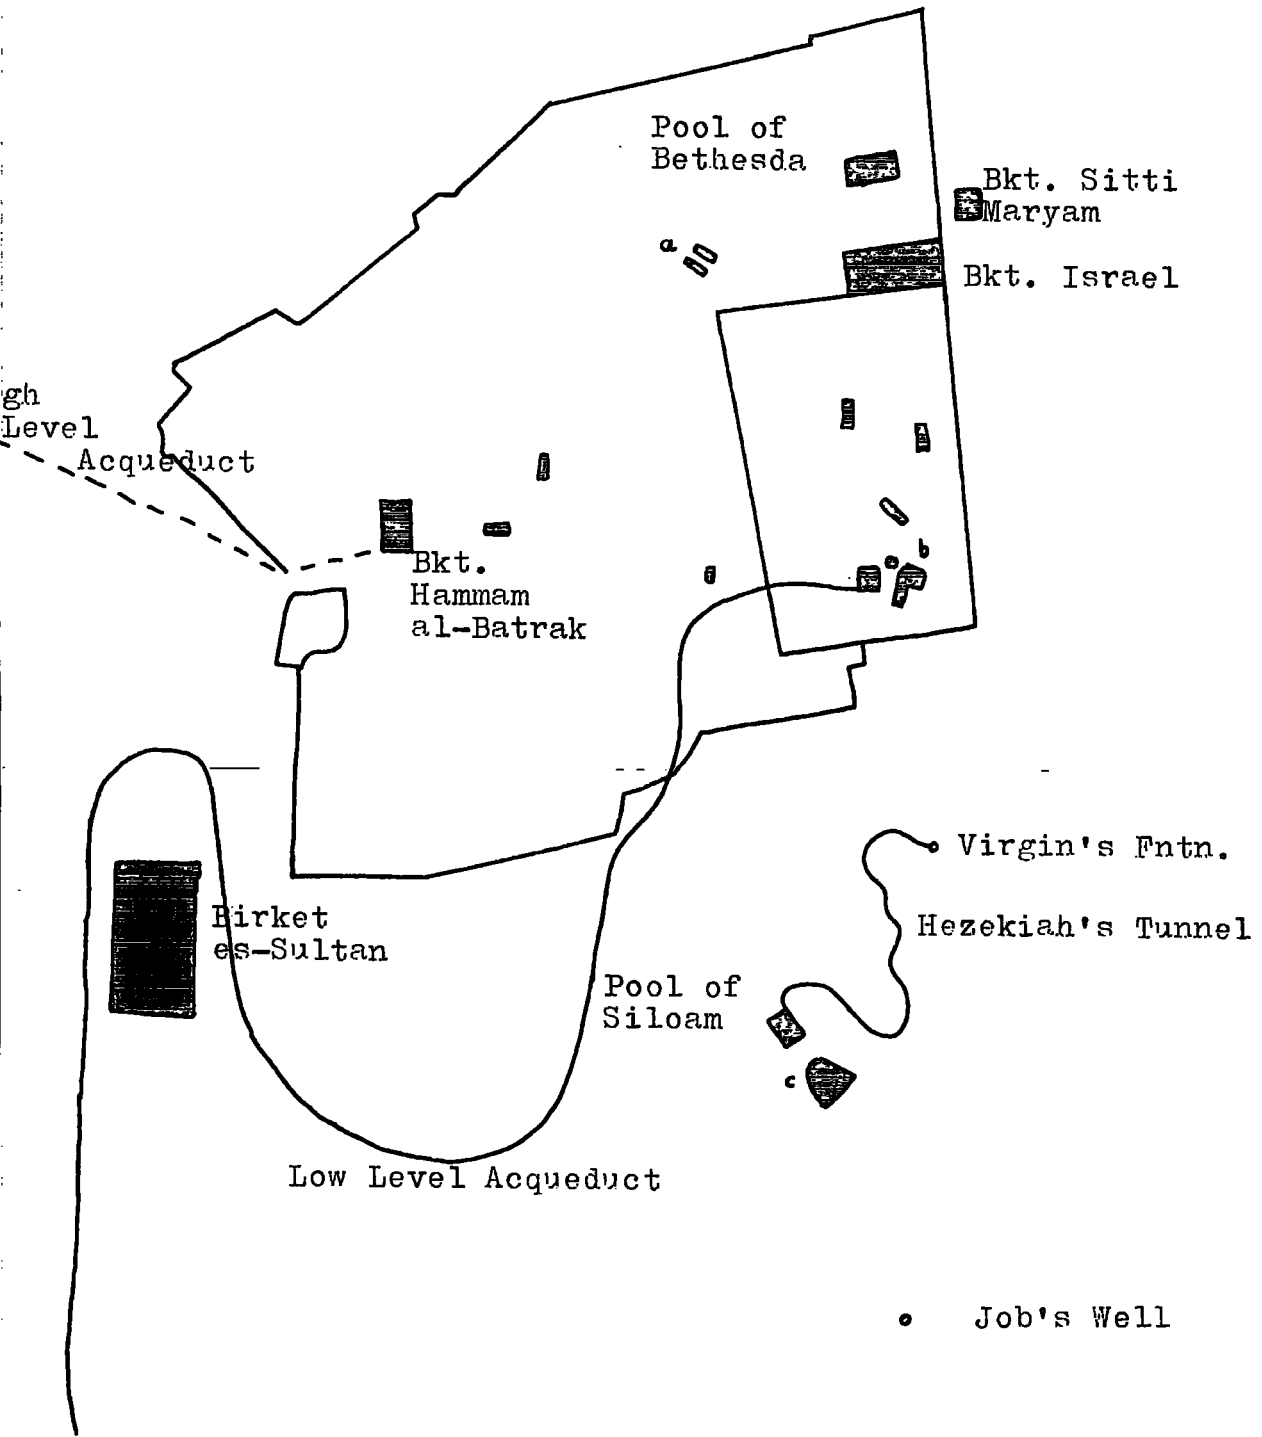 Pool of
Bethesda
Bkt. Sitti
Maryam
a
Bkt. Israel
gh
Level
Acqueduct
b
Bkt.
Hammam
al-Batrak
Virgin's Fntn.
Birket
es-Sultan
Hezekiah's Tunnel
Pool of
Siloam
c
Low Level Acqueduct
Job's Well